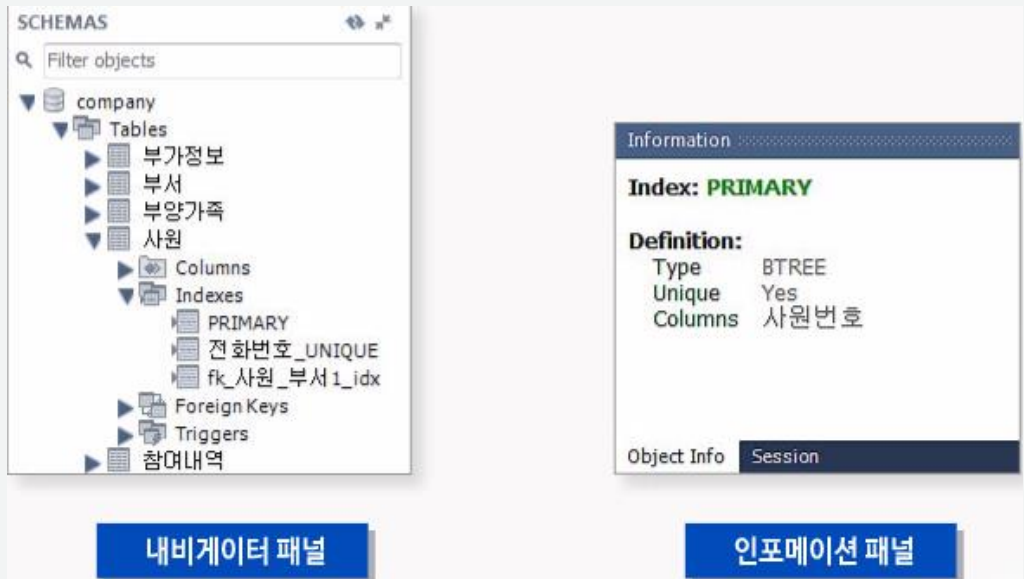 SCHEMAS
Filter objects
company
Tables
부가정보
부서
부양가족
사원
Columns
Indexes
PRIMARY
전화번호_UNIQUE
fk_사원_부서1_idx
Foreign Keys
Triggers
참여내역
내비게이터 패널
Information
Index: PRIMARY
Definition:
Type BTREE
Unique Yes
Columns 사원번호
Object Info Session
인포메이션 패널